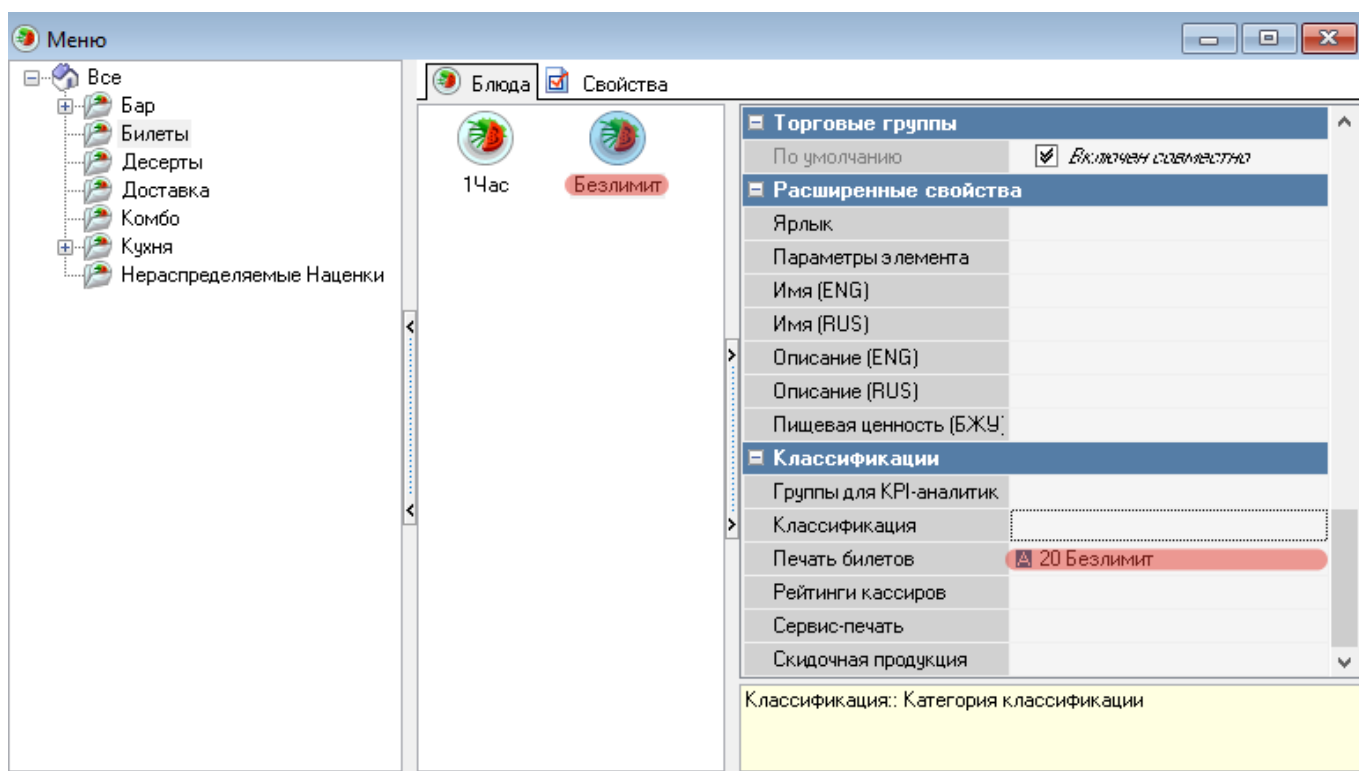 Меню
Все
Бар
Билеты
Десерты
Доставка
Комбо
Кухня
Нераспределяемые Наценки
Блюда
Свойства
1Час
Безлимит
Торговые группы
По умолчанию Включен совместно
Расширенные свойства
Ярлык
Параметры элемента
Имя (ENG)
Имя (RUS)
Описание (ENG)
Описание (RUS)
Пищевая ценность (БЖУ)
Классификации
Группы для KPI-аналитик
Классификация
Печать билетов A 20 Безлимит
Рейтинги кассиров
Сервис-печать
Скидочная продукция
Классификация:: Категория классификации